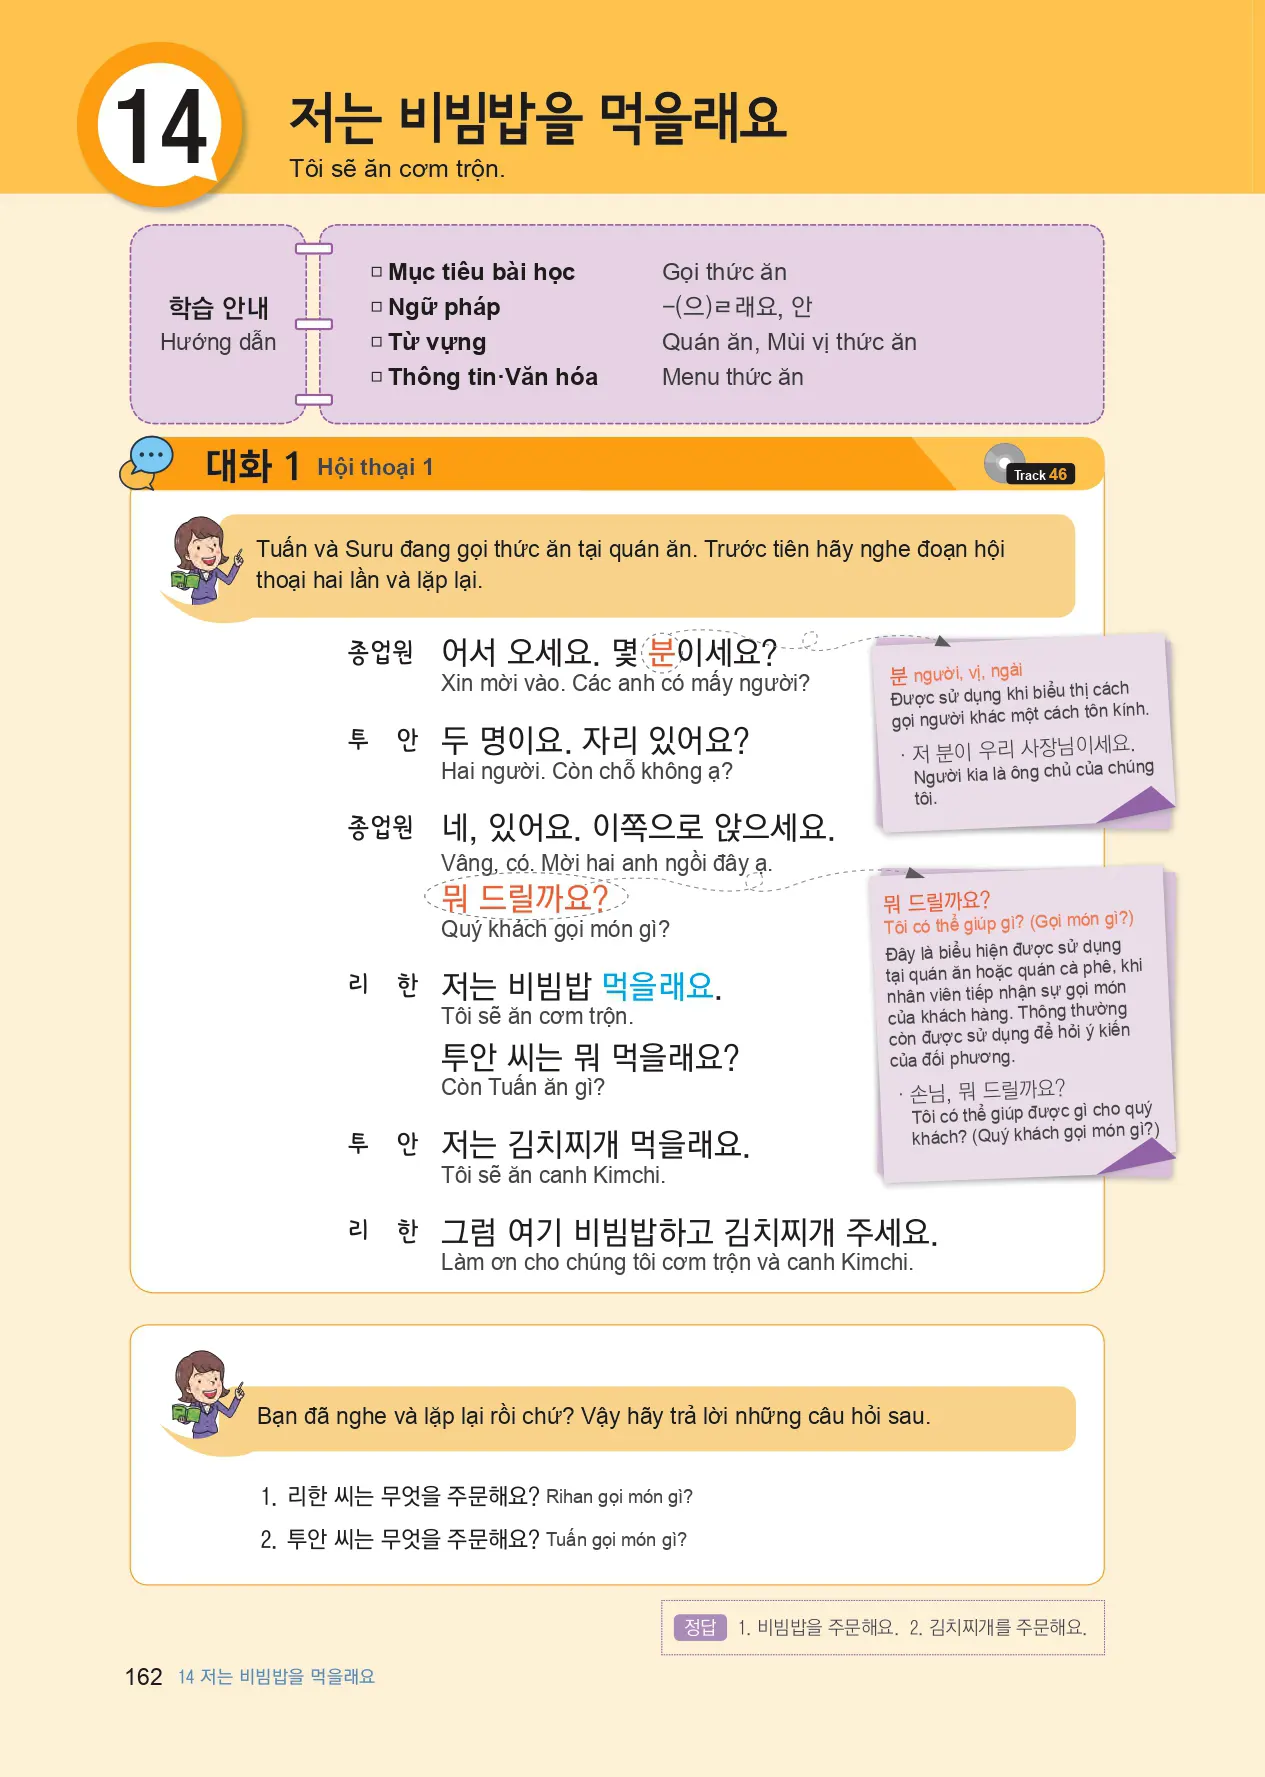 14
저는 비빔밥을 먹을래요
Tôi sẽ ăn cơm trộn.
학습 안내
Hướng dẫn
□ Mục tiêu bài học Gọi thức ăn
□ Ngữ pháp -(으)ㄹ래요, 안
□ Từ vựng Quán ăn, Mùi vị thức ăn
□ Thông tin·Văn hóa Menu thức ăn
대화 1 Hội thoại 1
Track 46
Tuấn và Suru đang gọi thức ăn tại quán ăn. Trước tiên hãy nghe đoạn hội
thoại hai lần và lặp lại.
종업원 어서 오세요. 몇 분이세요?
Xin mời vào. Các anh có mấy người?
투 안 두 명이요. 자리 있어요?
Hai người. Còn chỗ không ạ?
종업원 네, 있어요. 이쪽으로 앉으세요.
Vâng, có. Mời hai anh ngồi đây ạ.
뭐 드릴까요?
Quý khách gọi món gì?
리 한 저는 비빔밥 먹을래요.
Tôi sẽ ăn cơm trộn.
투안 씨는 뭐 먹을래요?
Còn Tuấn ăn gì?
투 안 저는 김치찌개 먹을래요.
Tôi sẽ ăn canh Kimchi.
리 한 그럼 여기 비빔밥하고 김치찌개 주세요.
Làm ơn cho chúng tôi cơm trộn và canh Kimchi.
분 người, vị, ngài
Được sử dụng khi biểu thị cách
gọi người khác một cách tôn kính.
· 저 분이 우리 사장님이세요.
Người kia là ông chủ của chúng
tôi.
뭐 드릴까요?
Tôi có thể giúp gì? (Gọi món gì?)
Đây là biểu hiện được sử dụng
tại quán ăn hoặc quán cà phê, khi
nhân viên tiếp nhận sự gọi món
của khách hàng. Thông thường
còn được sử dụng để hỏi ý kiến
của đối phương.
· 손님, 뭐 드릴까요?
Tôi có thể giúp được gì cho quý
khách? (Quý khách gọi món gì?)
Bạn đã nghe và lặp lại rồi chứ? Vậy hãy trả lời những câu hỏi sau.
1. 리한 씨는 무엇을 주문해요? Rihan gọi món gì?
2. 투안 씨는 무엇을 주문해요? Tuấn gọi món gì?
정답 1. 비빔밥을 주문해요. 2. 김치찌개를 주문해요.
162 14 저는 비빔밥을 먹을래요